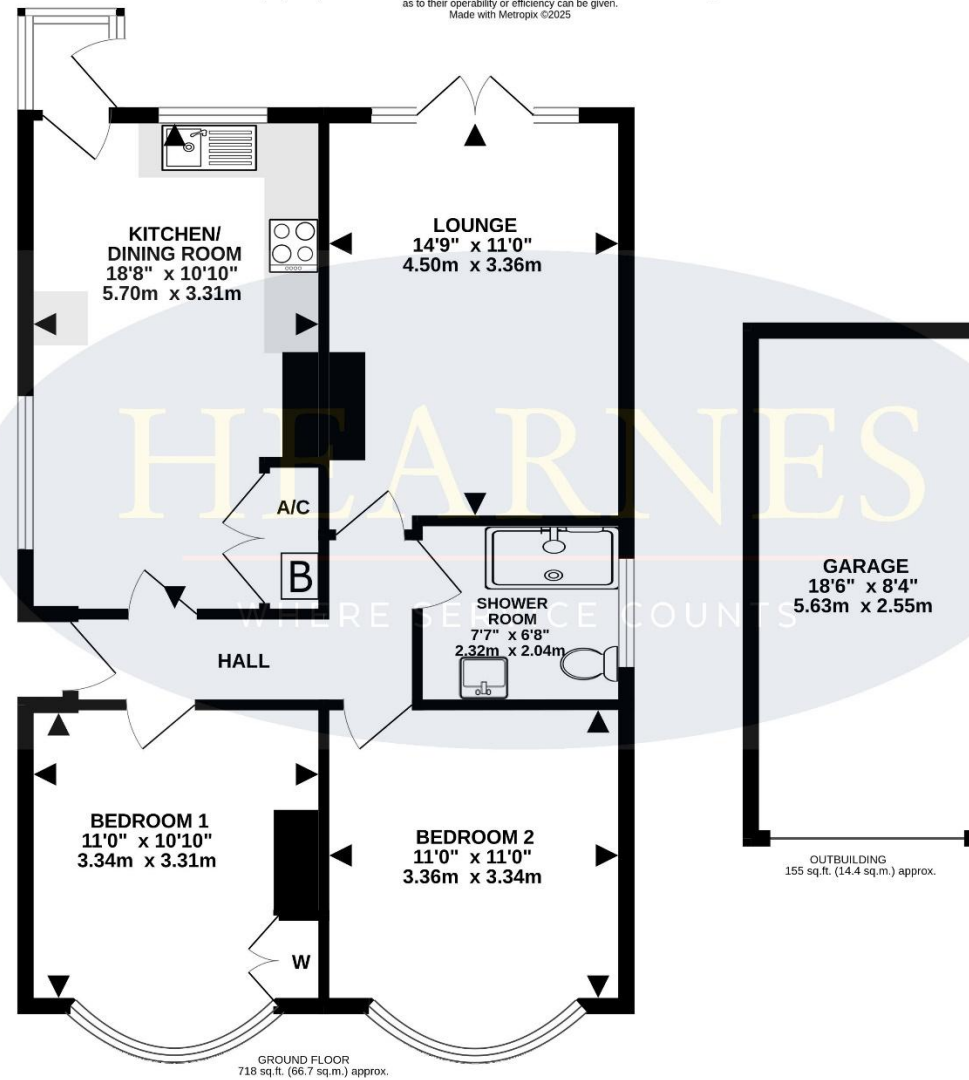 as to their operability or efficiency can be given.
Made with Metropix ©2025
KITCHEN/
DINING ROOM
18'8" x 10'10"
5.70m x 3.31m
LOUNGE
14'9" x 11'0"
4.50m x 3.36m
HEARNES
WHERE SERVICE COUNTS
A/C
B
SHOWER
ROOM
7'7" x 6'8"
2.32m x 2.04m
HALL
GARAGE
18'6" x 8'4"
5.63m x 2.55m
BEDROOM 1
11'0" x 10'10"
3.34m x 3.31m
BEDROOM 2
11'0" x 11'0"
3.36m x 3.34m
W
OUTBUILDING
155 sq.ft. (14.4 sq.m.) approx.
GROUND FLOOR
718 sq.ft. (66.7 sq.m.) approx.